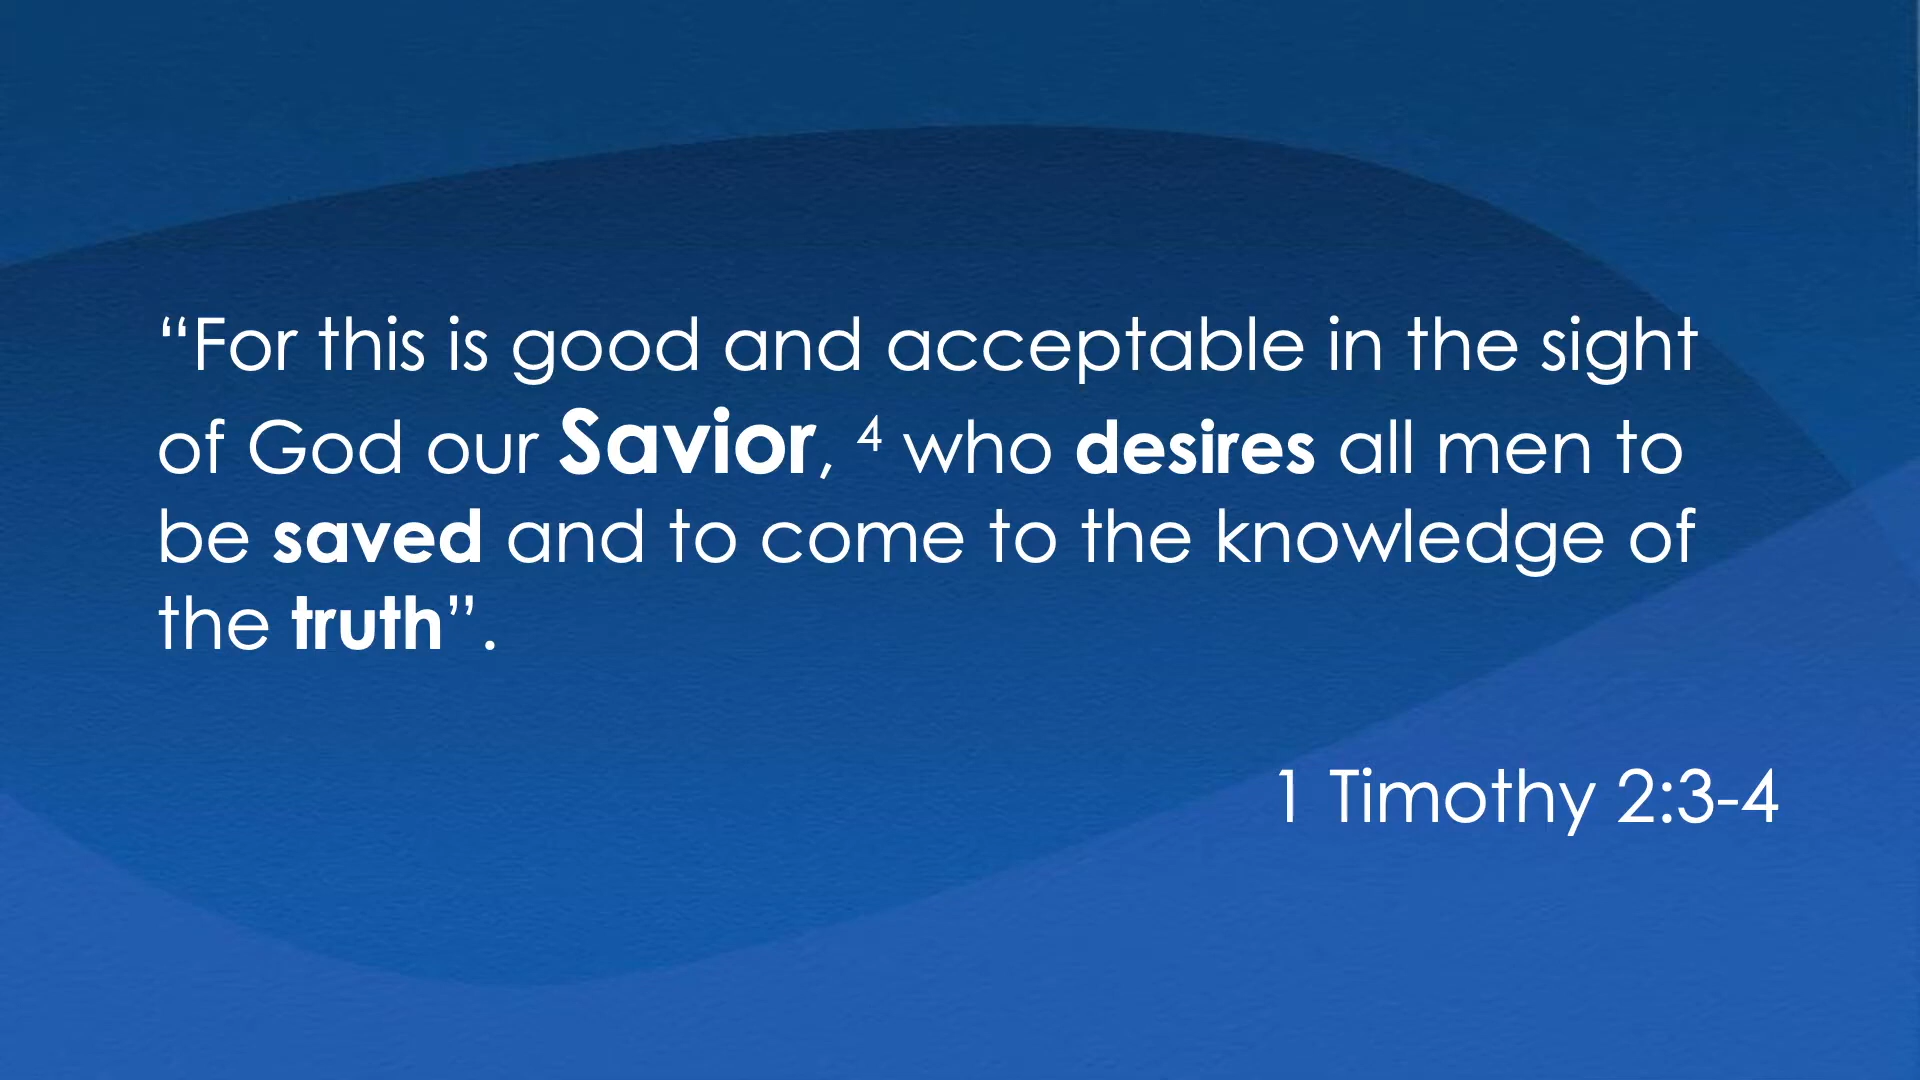 “For this is good and acceptable in the sight
of God our Savior, 4 who desires all men to
be saved and to come to the knowledge of
the truth”.
1 Timothy 2:3-4